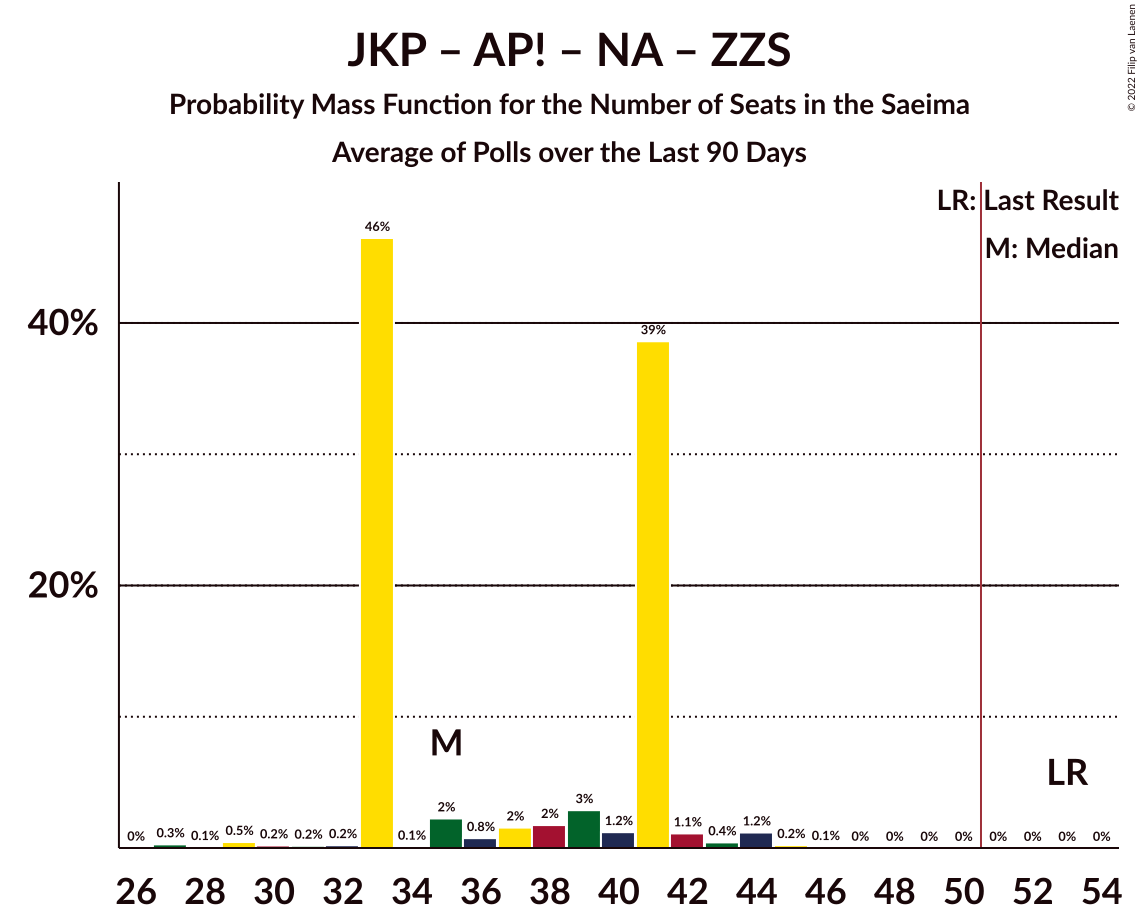 JKP – AP! – NA – ZZS
Probability Mass Function for the Number of Seats in the Saeima
Average of Polls over the Last 90 Days
© 2022 Filip van Laenen
LR: Last Result
M: Median
46%
40%
39%
20%
M
LR
0% 0.3% 0.1% 0.5% 0.2% 0.2% 0.2% 0.1% 2% 0.8% 2% 2% 3% 1.2% 1.1% 0.4% 1.2% 0.2% 0.1% 0% 0% 0% 0% 0% 0% 0% 0%
26 28 30 32 34 36 38 40 42 44 46 48 50 52 54